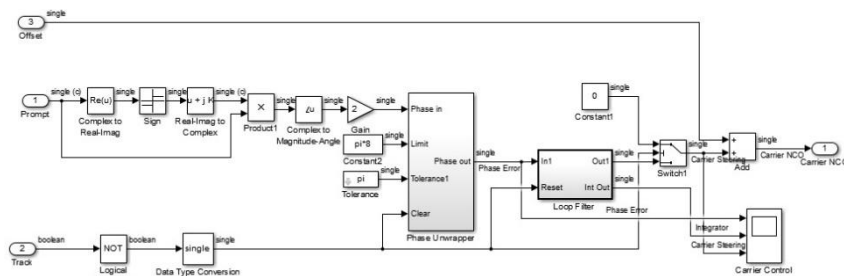 single
3
Offset
single (c)
single
single
single (c)
single
single
single
1
Prompt
Re(u)
Complex to
Real-Imag
Sign
u + j K
Real-Imag to
Complex
×
Product1
∠u
Complex to
Magnitude-Angle
2
Gain
Phase in
pi*8
Constant2
single
Limit
pi
Tolerance
single
Tolerance1
Clear
Phase out
Phase Unwrapper
single
Phase Error
In1
Reset
Out1
Int Out
Loop Filter
single
single
0
Constant1
single
Switch1
single
Carrier Steering
+
+
Add
single
Carrier NCO
1
Carrier NCO
Phase Error
Integrator
Carrier Steering
Carrier Control
2
Track
boolean
NOT
Logical
boolean
single
Data Type Conversion
single